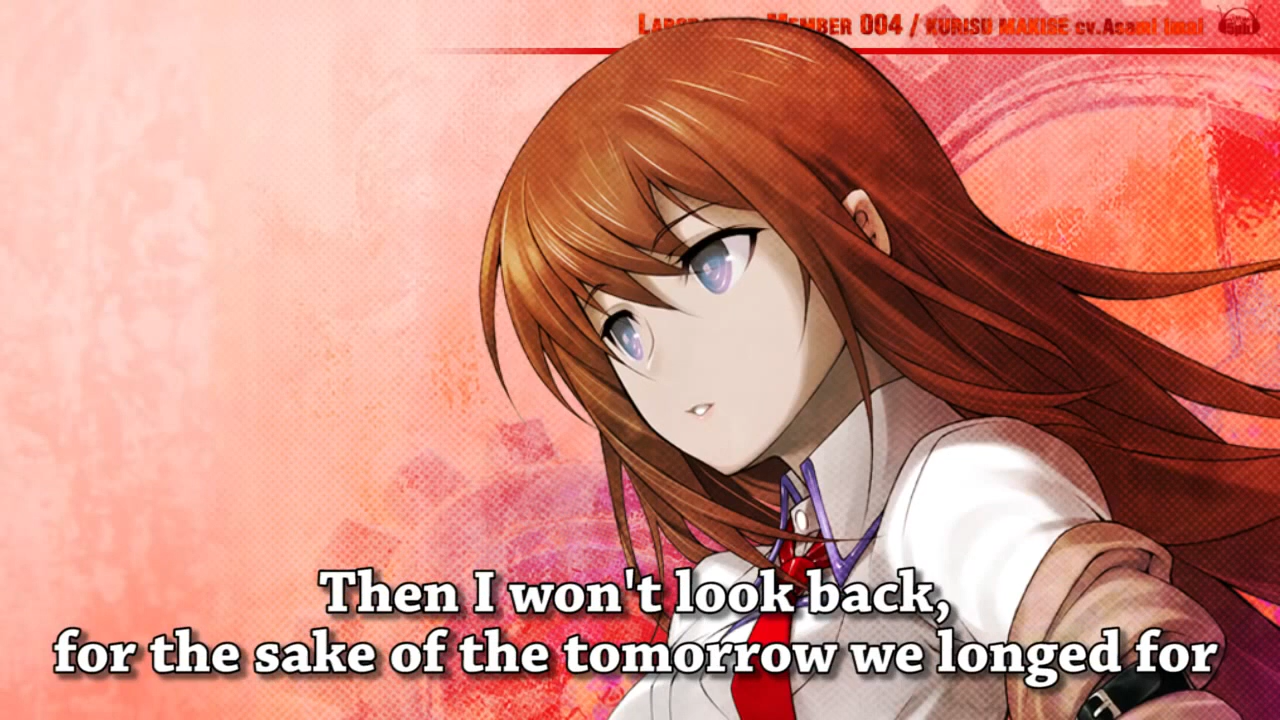 Member 004 / Kurisu Makise cv.Asami Imai
Then I won't look back,
for the sake of the tomorrow we longed for